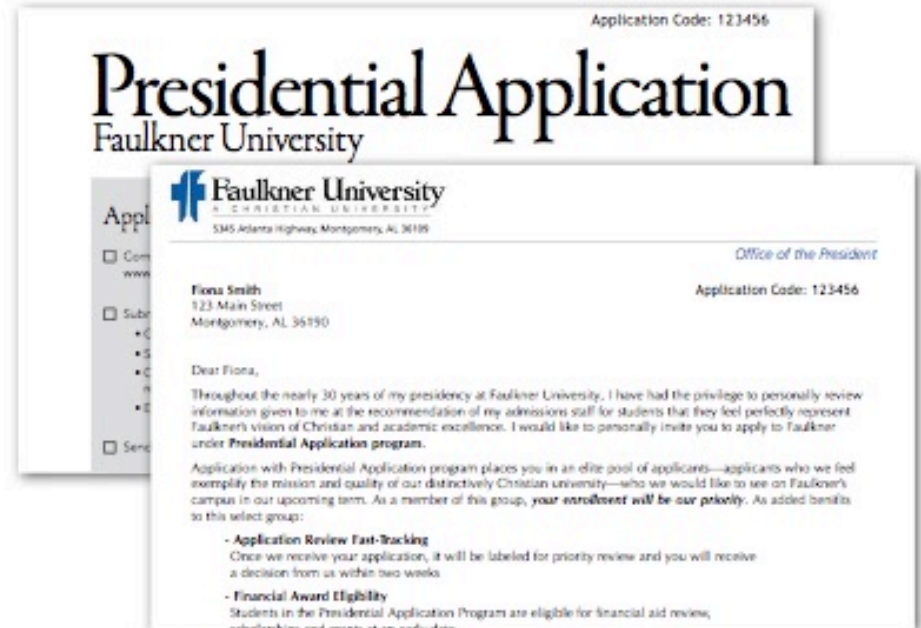 Application Code: 123456
Presidential Application
Faulkner University
Appl
Com
www
Subr
Send
Faulkner University
A CHRISTIAN UNIVERSITY
5345 Atlanta Highway, Montgomery, AL 36109
Office of the President
Fiona Smith
Application Code: 123456
123 Main Street
Montgomery, AL 36190
Dear Fiona,
Throughout the nearly 30 years of my presidency at Faulkner University, I have had the privilege to personally review
information given to me at the recommendation of my admissions staff for students that they feel perfectly represent
Faulkner's vision of Christian and academic excellence. I would like to personally invite you to apply to Faulkner
under Presidential Application program.
Application with Presidential Application program places you in an elite pool of applicants—applicants who we feel
exemplify the mission and quality of our distinctively Christian university—who we would like to see on Faulkner's
campus in our upcoming term. As a member of this group, your enrollment will be our priority. As added benifits
to this select group:
- Application Review Fast-Tracking
Once we receive your application, it will be labeled for priority review and you will receive
a decision from us within two weeks
- Financial Award Eligibility
Students in the Presidential Application Program are eligible for financial aid review,
scholarships and grants at an early date